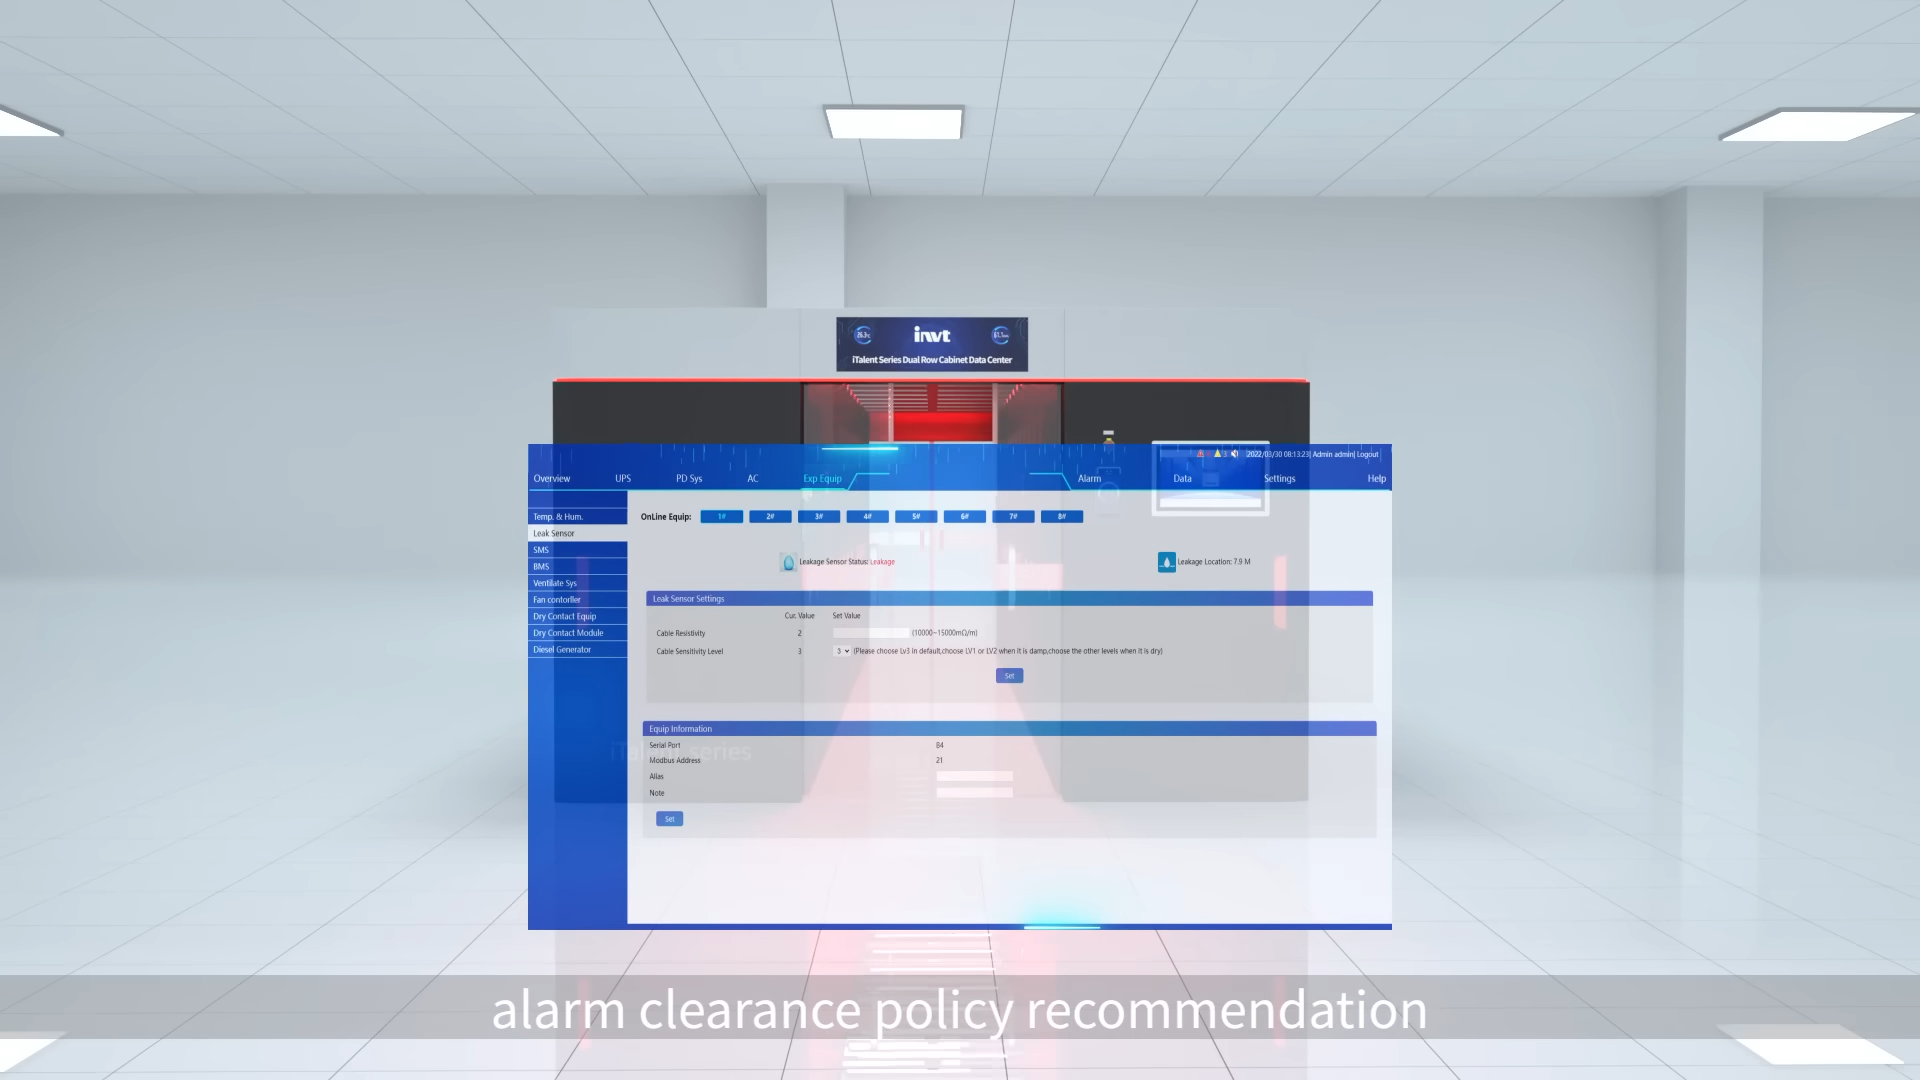 26.3℃
invt
iTalent Series Dual Row Cabinet Data Center
3 2022/03/30 08:13:23| Admin admin| Logout
Overview UPS PD Sys AC Exp Equip Alarm Data Settings Help
Temp. & Hum.
Leak Sensor
SMS
BMS
Ventilate Sys
Fan contorller
Dry Contact Equip
Dry Contact Module
Diesel Generator
OnLine Equip: 1# 2# 3# 4# 5# 6# 7# 8#
Leakage Sensor Status: Leakage
Leakage Location: 7.9 M
Leak Sensor Settings
Cur. Value Set Value
Cable Resistivity 2 (10000~15000mΩ/m)
Cable Sensitivity Level 3 3 (Please choose Lv3 in default,choose LV1 or LV2 when it is damp,choose the other levels when it is dry)
Set
Equip Information
Serial Port 84
Modbus Address 21
Alias
Note
Set
iTalent series
alarm clearance policy recommendation